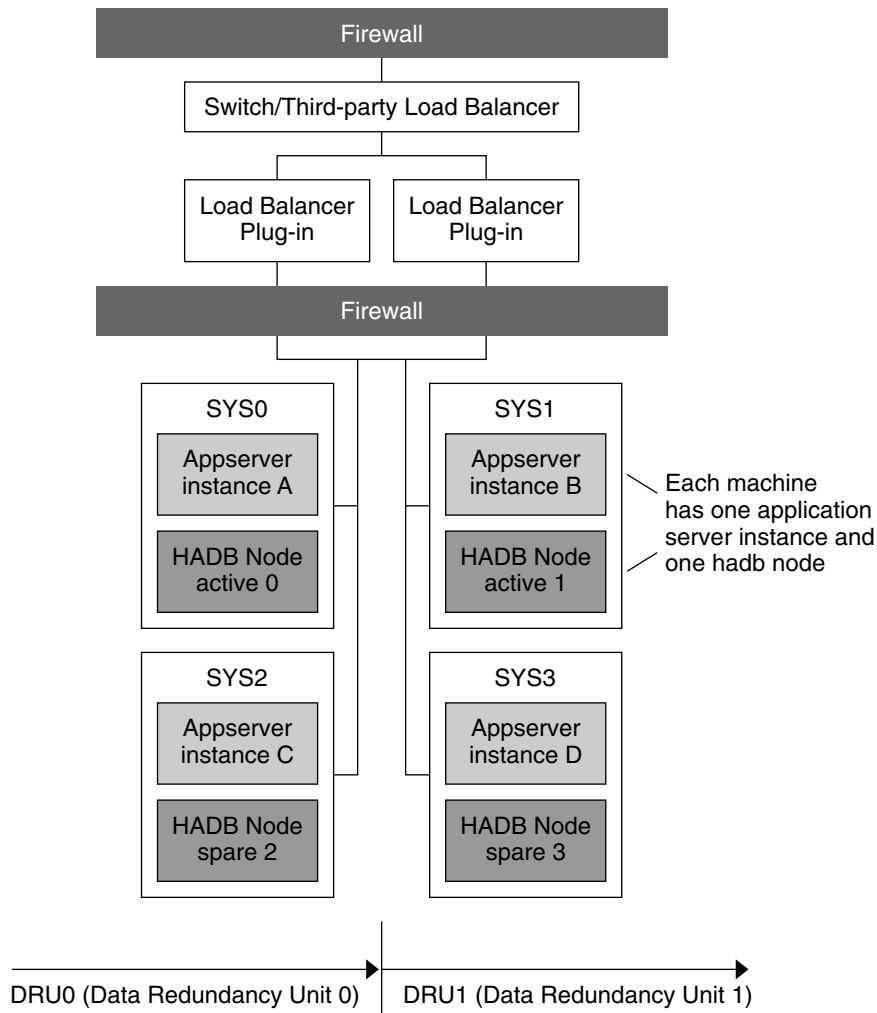 Firewall
Switch/Third-party Load Balancer
Load Balancer
Plug-in
Load Balancer
Plug-in
Firewall
SYS0
Appserver
instance A
HADB Node
active 0
SYS1
Appserver
instance B
HADB Node
active 1
Each machine
has one application
server instance and
one hadb node
SYS2
Appserver
instance C
HADB Node
spare 2
SYS3
Appserver
instance D
HADB Node
spare 3
DRU0 (Data Redundancy Unit 0)
DRU1 (Data Redundancy Unit 1)